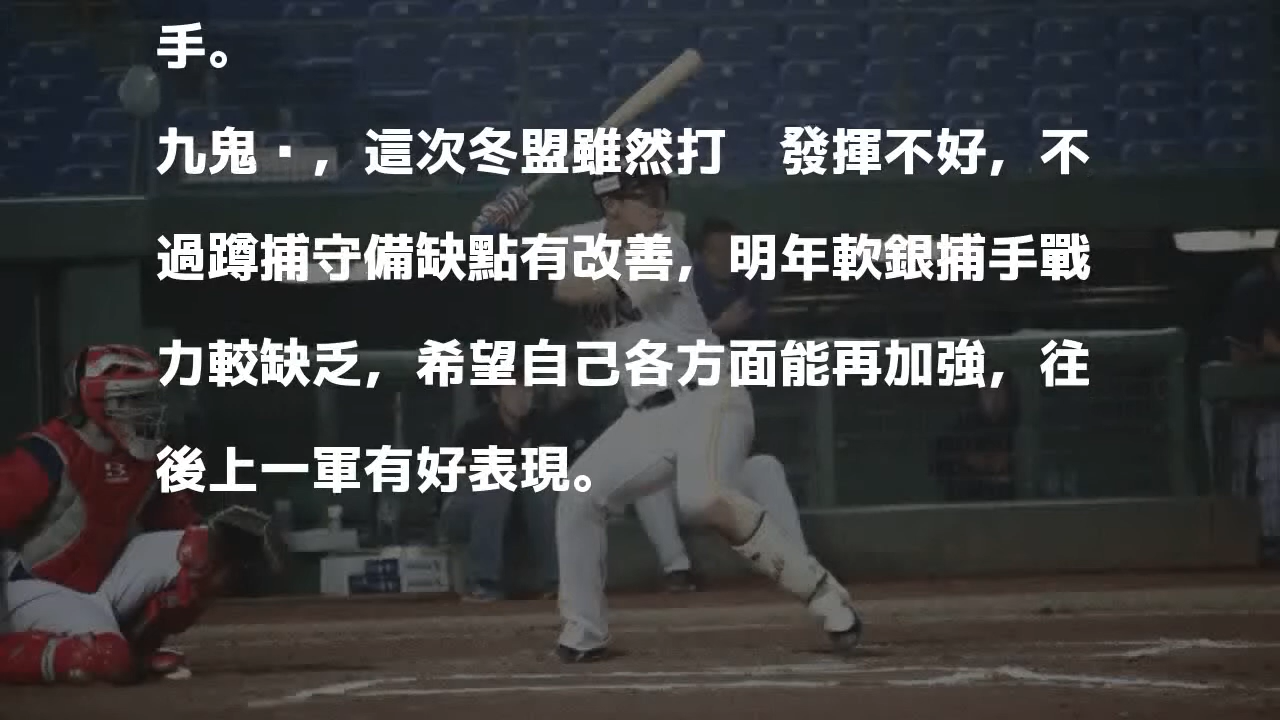 手。
九鬼·，這次冬盟雖然打　發揮不好，不
過蹲捕守備缺點有改善，明年軟銀捕手戰
力較缺乏，希望自己各方面能再加強，往
後上一軍有好表現。